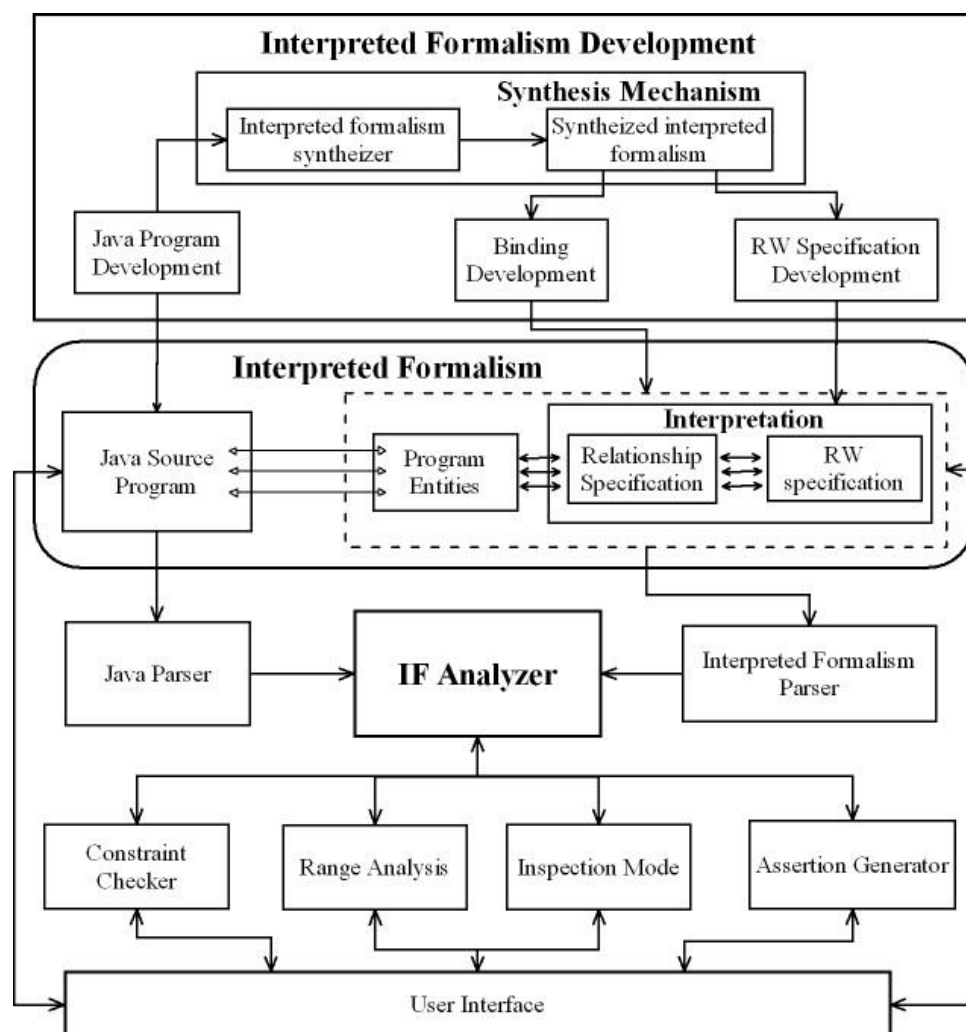 Interpreted Formalism Development
Synthesis Mechanism
Interpreted formalism
syntheizer
Syntheized interpreted
formalism
Java Program
Development
Binding
Development
RW Specification
Development
Interpreted Formalism
Interpretation
Java Source
Program
Program
Entities
Relationship
Specification
RW
specification
Java Parser
IF Analyzer
Interpreted Formalism
Parser
Constraint
Checker
Range Analysis
Inspection Mode
Assertion Generator
User Interface